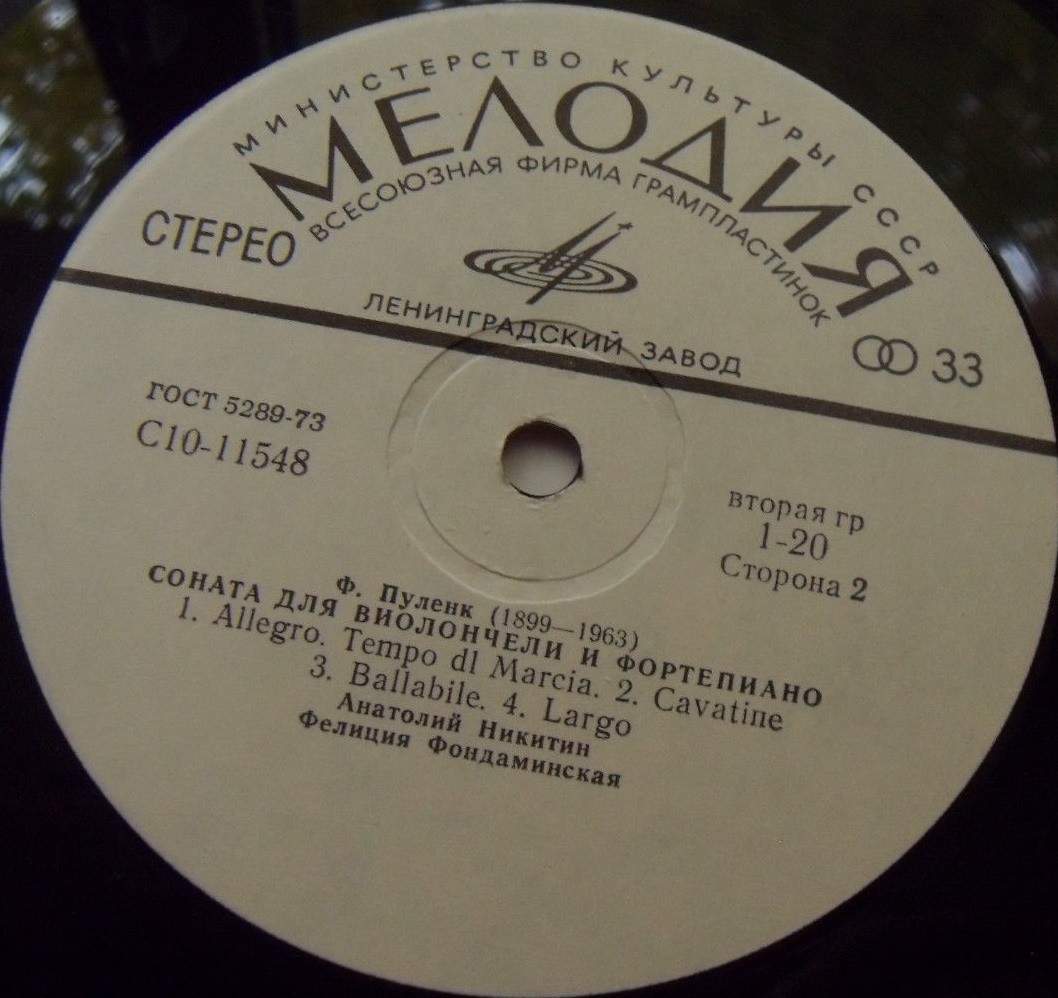 МИНИСТЕРСТВО КУЛЬТУРЫ СССР
МЕЛОДИЯ
ВСЕСОЮЗНАЯ ФИРМА ГРАМПЛАСТИНОК
СТЕРЕО
ЛЕНИНГРАДСКИЙ ЗАВОД
33
ГОСТ 5289-73
С10-11548
вторая гр
1-20
Сторона 2
Ф. Пуленк (1899—1963)
СОНАТА ДЛЯ ВИОЛОНЧЕЛИ И ФОРТЕПИАНО
1. Allegro. Tempo dl Marcia. 2. Cavatine
3. Ballabile. 4. Largo
Анатолий Никитин
Фелиция Фондаминская